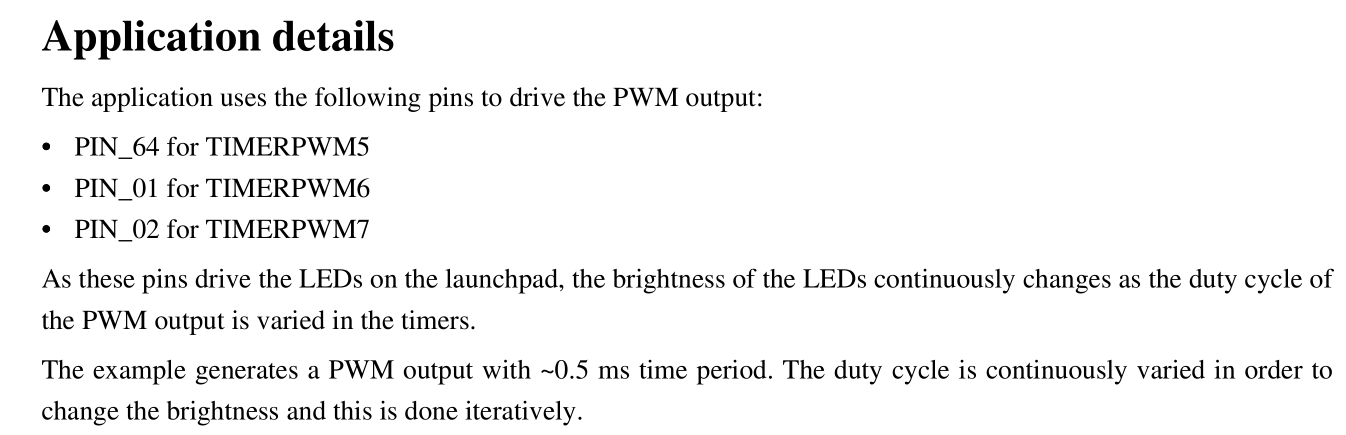 Application details
The application uses the following pins to drive the PWM output:
• PIN_64 for TIMERPWM5
• PIN_01 for TIMERPWM6
• PIN_02 for TIMERPWM7
As these pins drive the LEDs on the launchpad, the brightness of the LEDs continuously changes as the duty cycle of
the PWM output is varied in the timers.
The example generates a PWM output with ~0.5 ms time period. The duty cycle is continuously varied in order to
change the brightness and this is done iteratively.